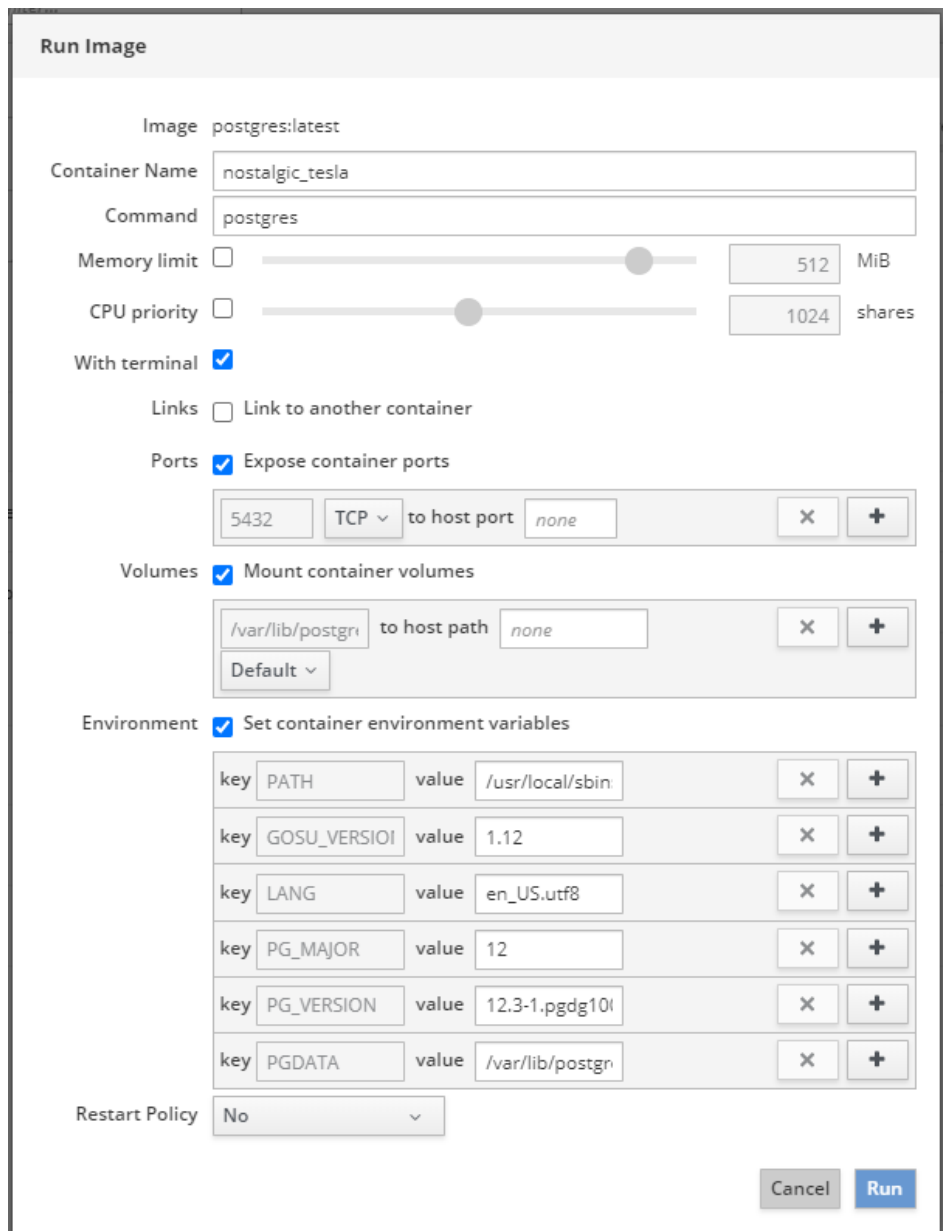 Run Image
Image postgres:latest
Container Name nostalgic_tesla
Command postgres
Memory limit 512 MiB
CPU priority 1024 shares
With terminal
Links Link to another container
Ports Expose container ports
5432 TCP to host port none
Volumes Mount container volumes
/var/lib/postgre to host path none
Default
Environment Set container environment variables
key PATH value /usr/local/sbin:
key GOSU_VERSION value 1.12
key LANG value en_US.utf8
key PG_MAJOR value 12
key PG_VERSION value 12.3-1.pgdg100
key PGDATA value /var/lib/postgre
Restart Policy No
Cancel Run